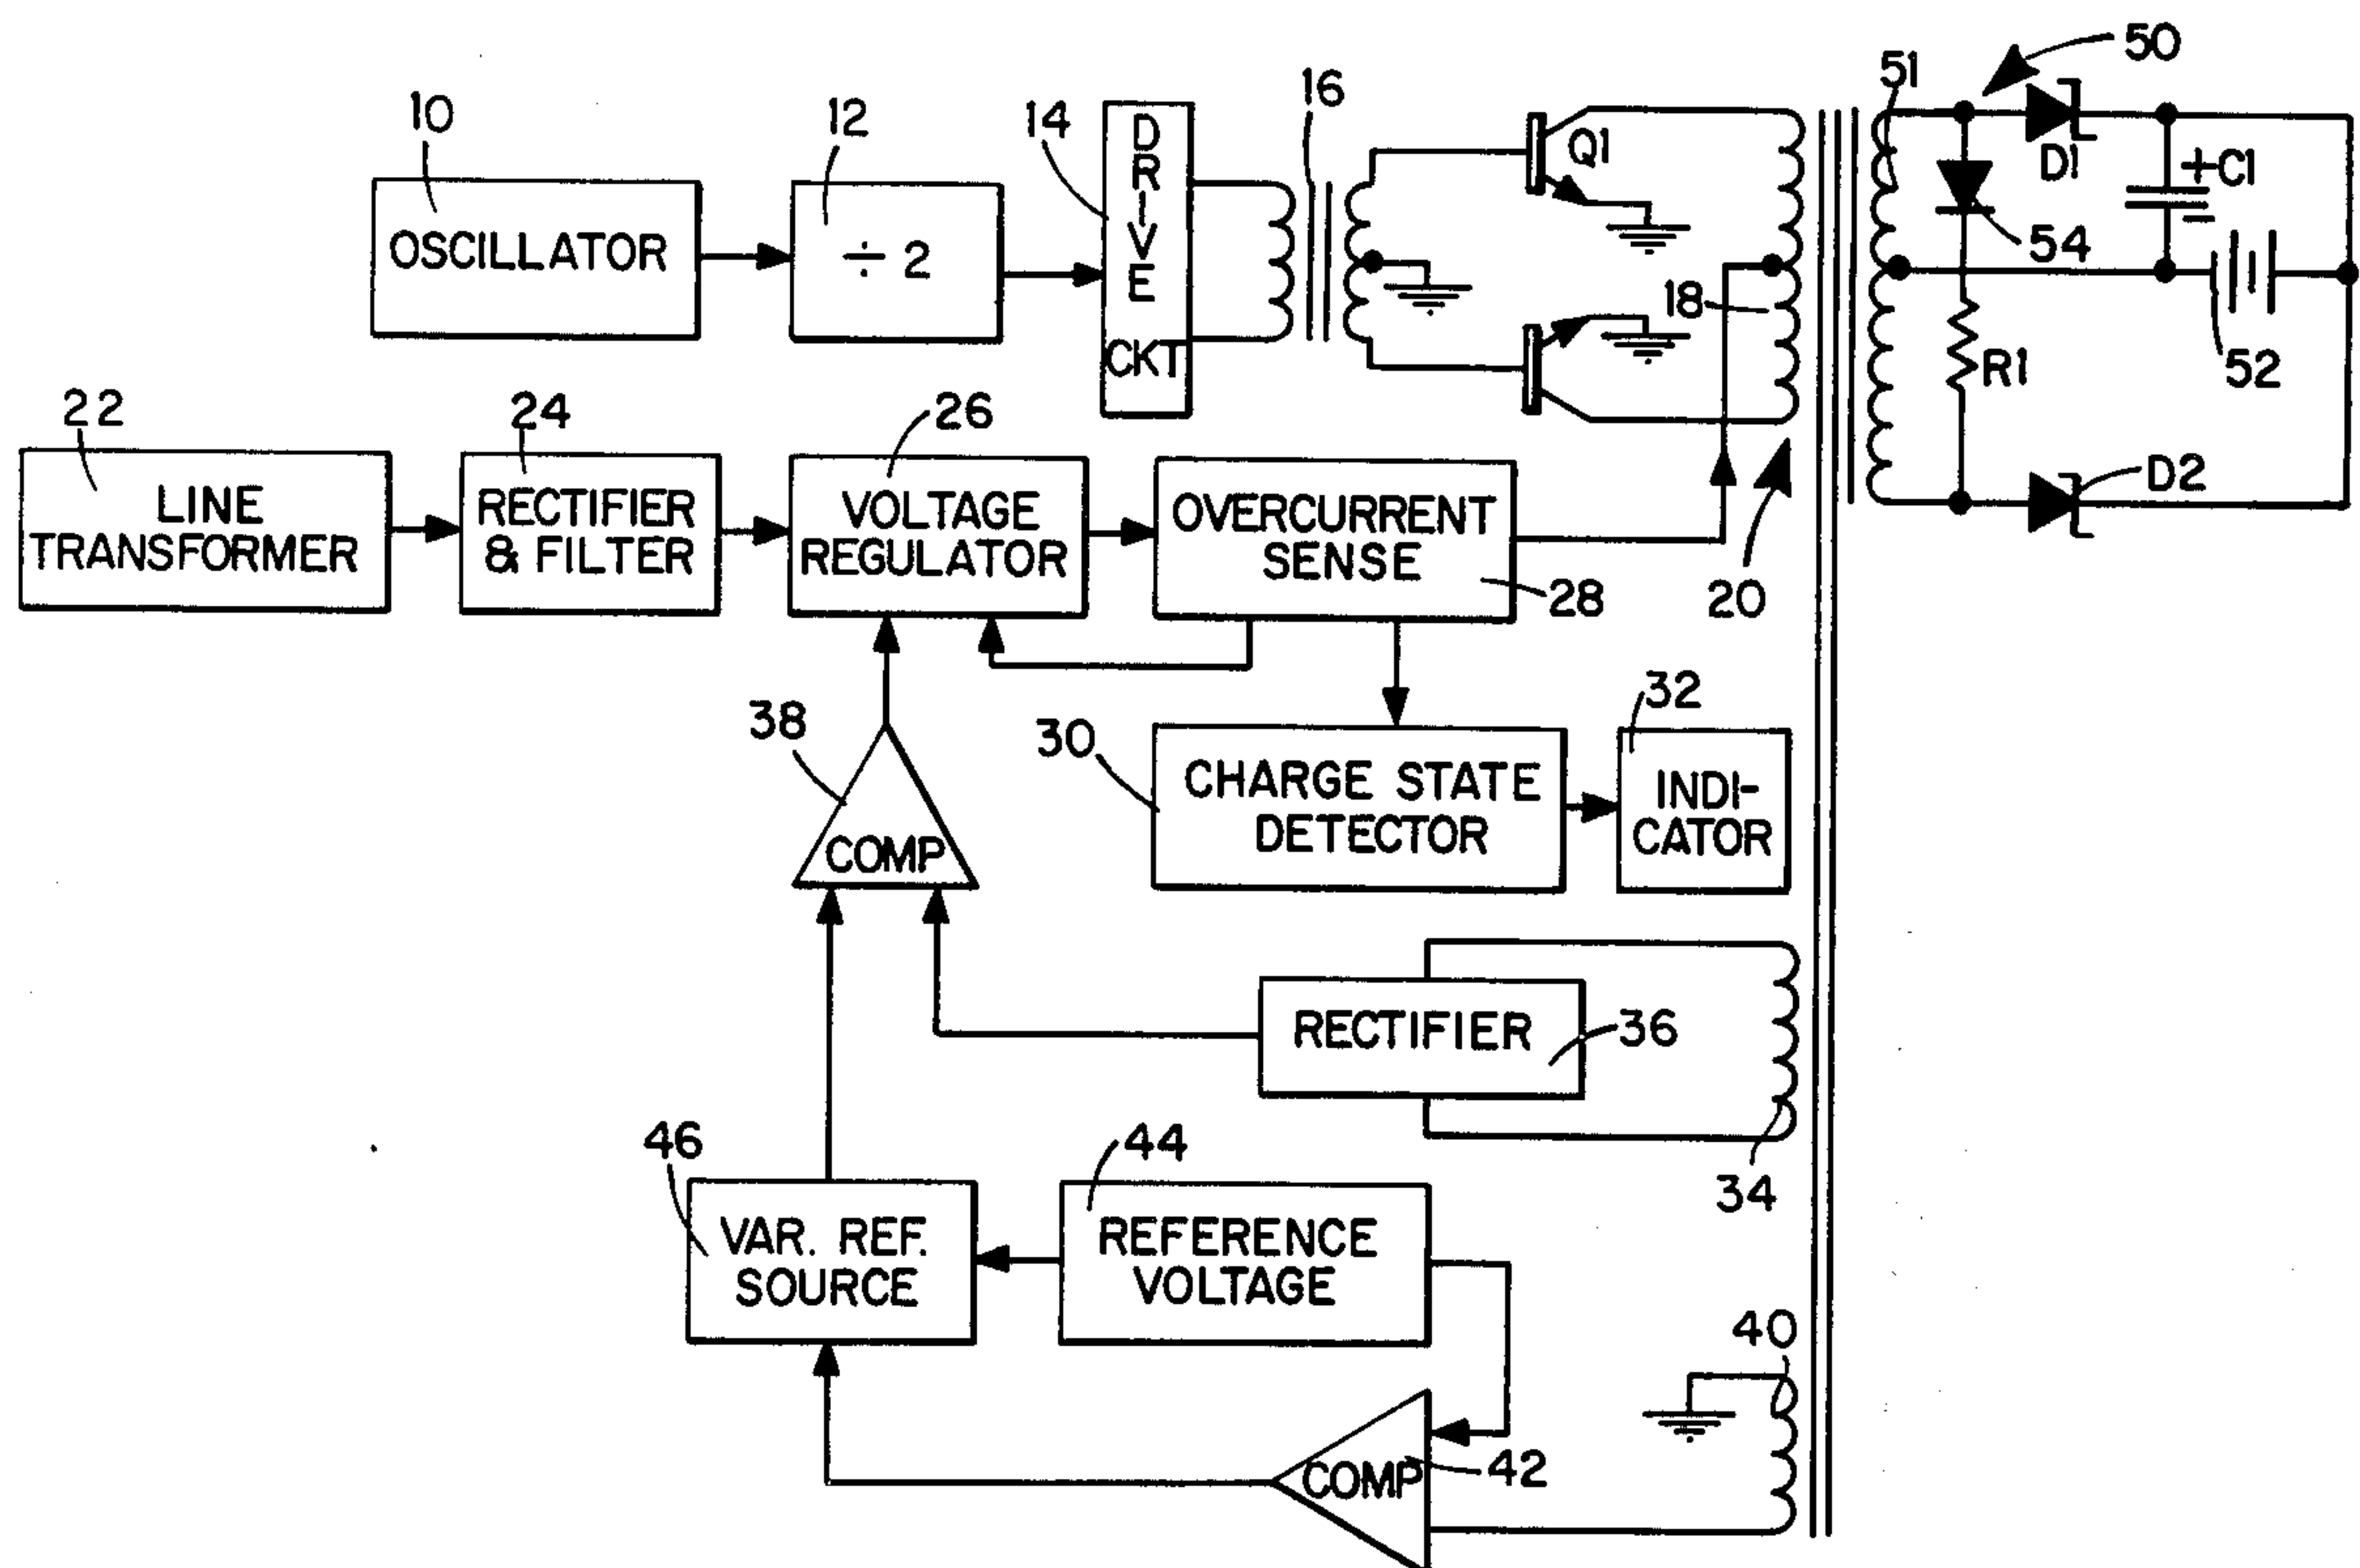 10
OSCILLATOR
12
÷ 2
14
DRIVE
CKT
16
Q1
18
20
50
51
D1
+C1
54
R1
52
D2
22
LINE
TRANSFORMER
24
RECTIFIER
& FILTER
26
VOLTAGE
REGULATOR
OVERCURRENT
SENSE
28
38
COMP
30
CHARGE STATE
DETECTOR
32
INDI-
CATOR
RECTIFIER
36
34
46
VAR. REF.
SOURCE
44
REFERENCE
VOLTAGE
40
COMP
42